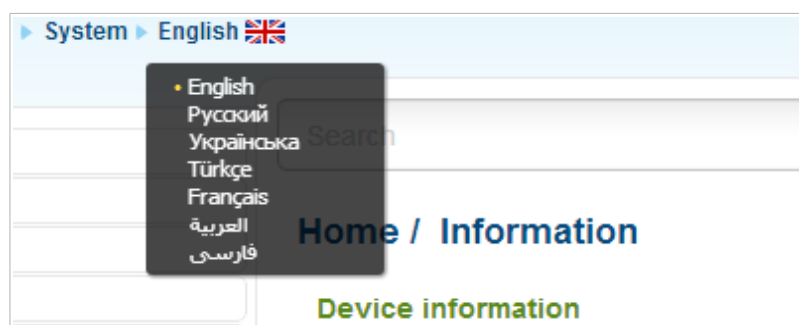 System English
English
Русский
Українська
Türkçe
Français
العربية
فارسی
Search
Home / Information
Device information